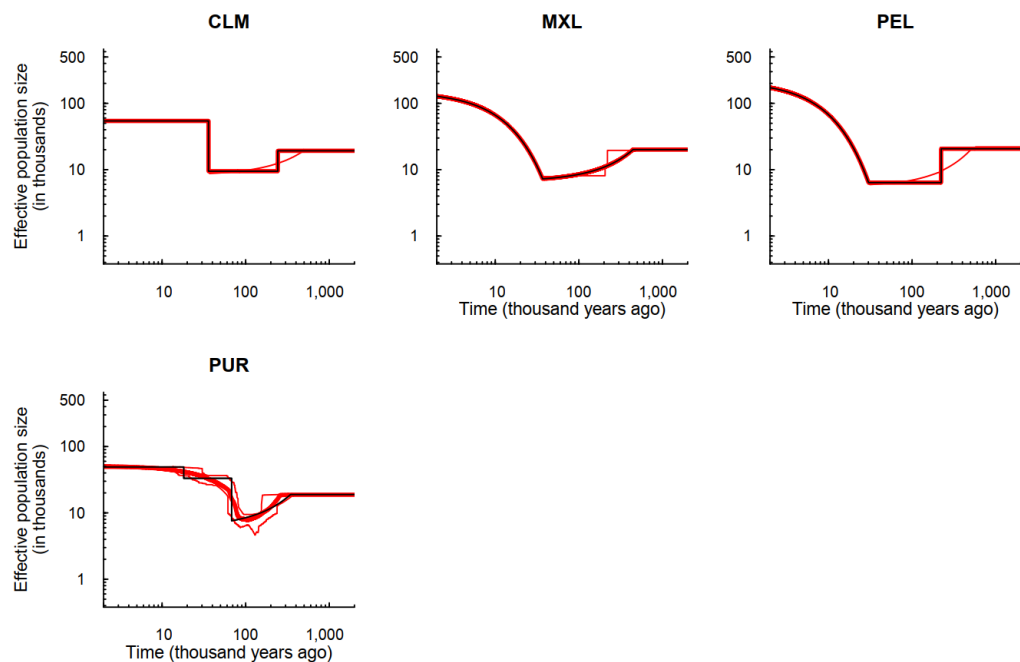 CLM
MXL
PEL
Effective population size
(in thousands)
500
100
10
1
500
100
10
1
500
100
10
1
10 100 1,000
10 100 1,000
10 100 1,000
Time (thousand years ago)
Time (thousand years ago)
PUR
Effective population size
(in thousands)
500
100
10
1
10 100 1,000
Time (thousand years ago)